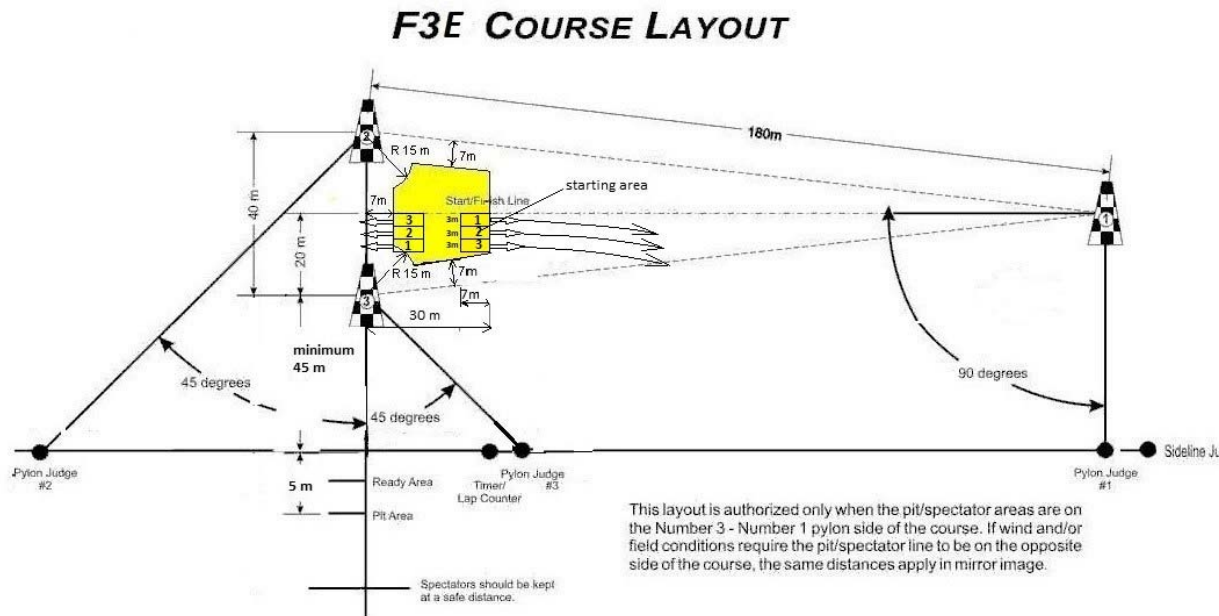 F3E COURSE LAYOUT
180m
2
R 15 m
7m
1
starting area
7m
Start/Finish Line
40 m
3
3m
1
2
3m
2
1
3m
3
20 m
R 15 m
7m
7m
3
30 m
minimum
45 m
45 degrees
45 degrees
90 degrees
Pylon Judge
#2
Timer/
Lap Counter
Pylon Judge
#3
Pylon Judge
#1
Sideline Ju
5 m
Ready Area
Pit Area
Spectators should be kept
at a safe distance.
This layout is authorized only when the pit/spectator areas are on
the Number 3 - Number 1 pylon side of the course. If wind and/or
field conditions require the pit/spectator line to be on the opposite
side of the course, the same distances apply in mirror image.